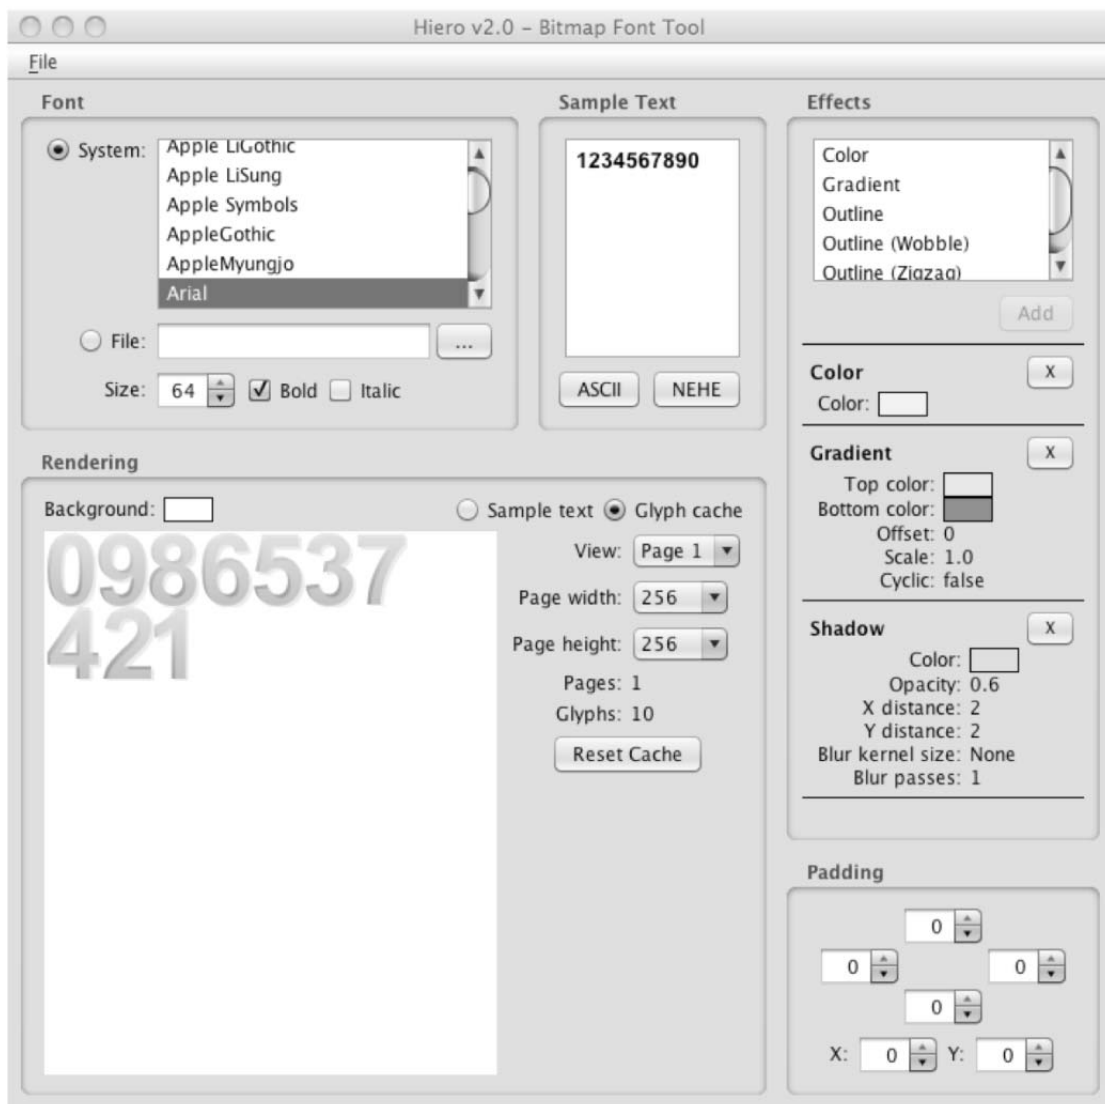 Hiero v2.0 – Bitmap Font Tool
File
Font
System:
Apple LiGothic
Apple LiSung
Apple Symbols
AppleGothic
AppleMyungjo
Arial
File:
...
Size: 64 Bold Italic
Sample Text
1234567890
ASCII NEHE
Effects
Color
Gradient
Outline
Outline (Wobble)
Outline (Zigzag)
Add
Color X
Color:
Gradient X
Top color:
Bottom color:
Offset: 0
Scale: 1.0
Cyclic: false
Shadow X
Color:
Opacity: 0.6
X distance: 2
Y distance: 2
Blur kernel size: None
Blur passes: 1
Rendering
Background:
Sample text Glyph cache
0986537
421
View: Page 1
Page width: 256
Page height: 256
Pages: 1
Glyphs: 10
Reset Cache
Padding
0
0 0
0
X: 0 Y: 0